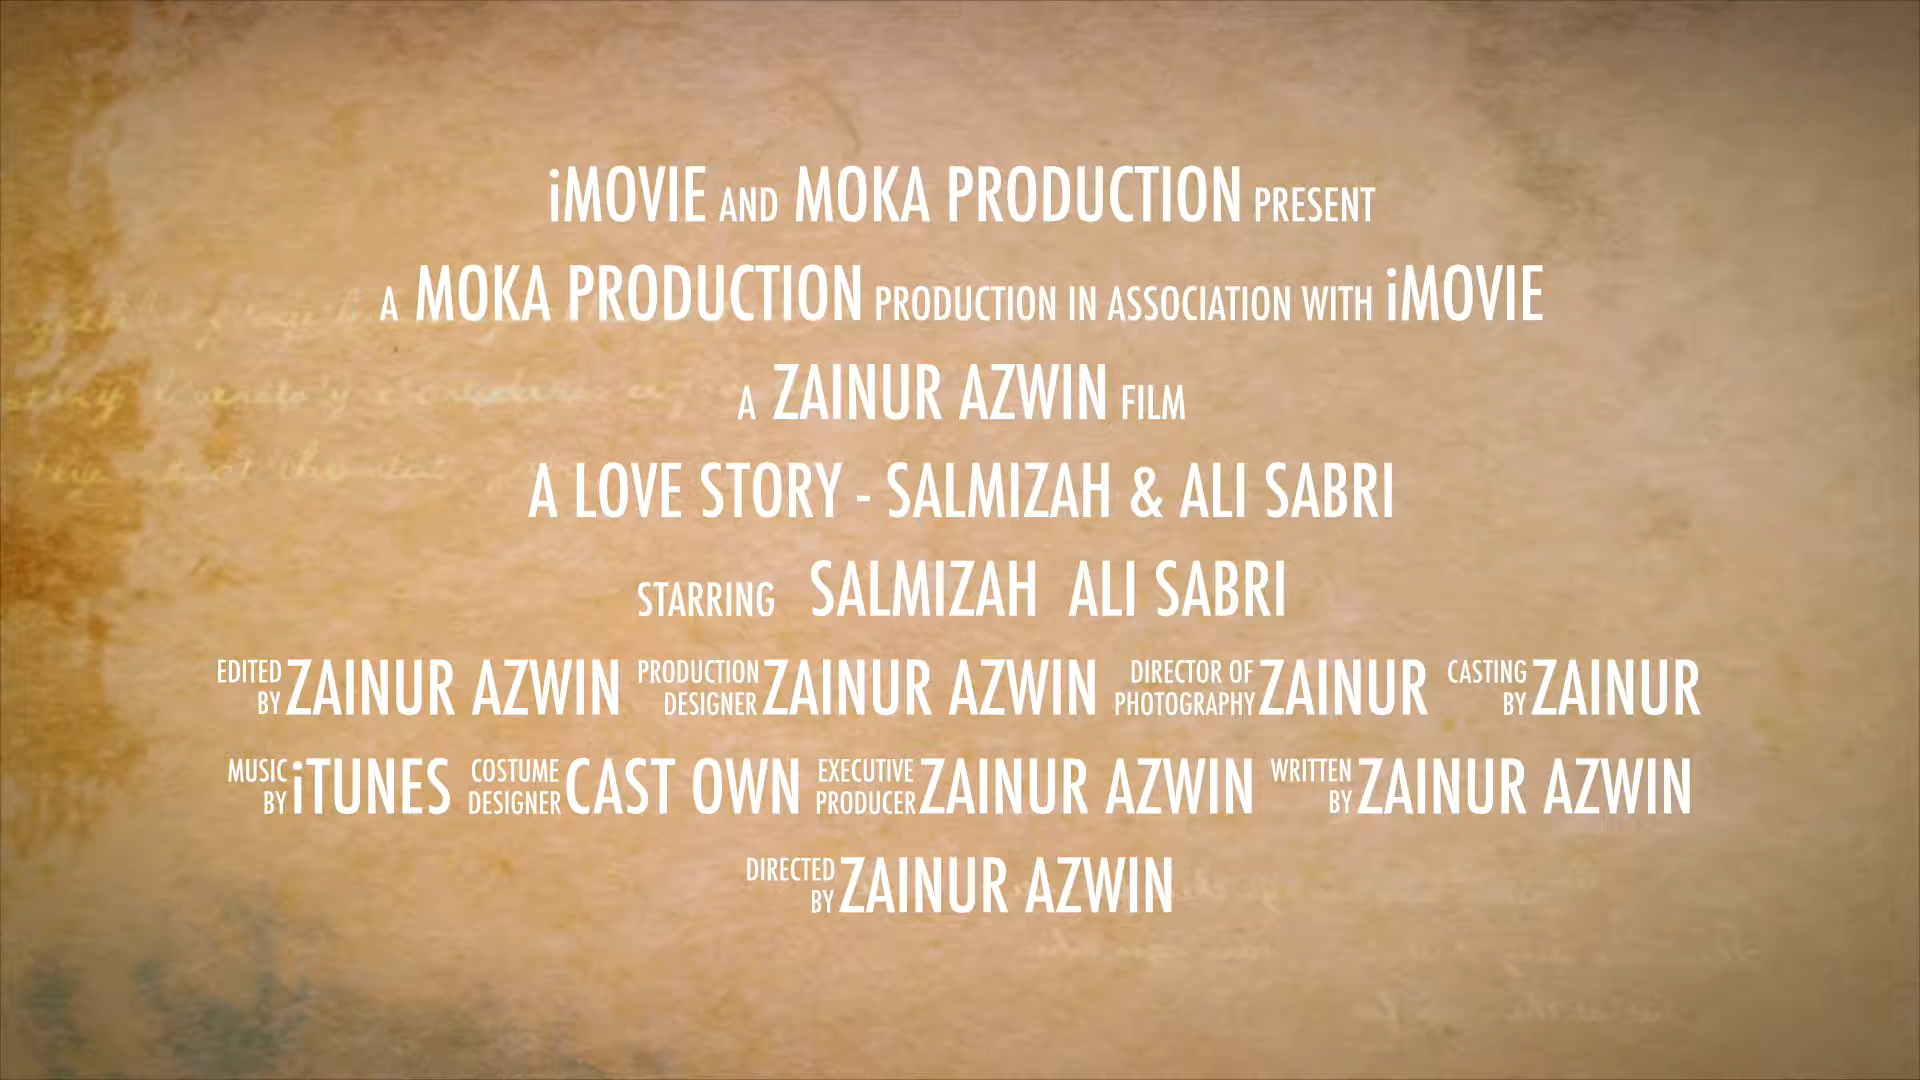 iMOVIE AND MOKA PRODUCTION PRESENT
A MOKA PRODUCTION PRODUCTION IN ASSOCIATION WITH iMOVIE
A ZAINUR AZWIN FILM
A LOVE STORY - SALMIZAH & ALI SABRI
STARRING SALMIZAH ALI SABRI
EDITED BY ZAINUR AZWIN PRODUCTION DESIGNER ZAINUR AZWIN DIRECTOR OF PHOTOGRAPHY ZAINUR CASTING BY ZAINUR
MUSIC BY iTUNES COSTUME DESIGNER CAST OWN EXECUTIVE PRODUCER ZAINUR AZWIN WRITTEN BY ZAINUR AZWIN
DIRECTED BY ZAINUR AZWIN